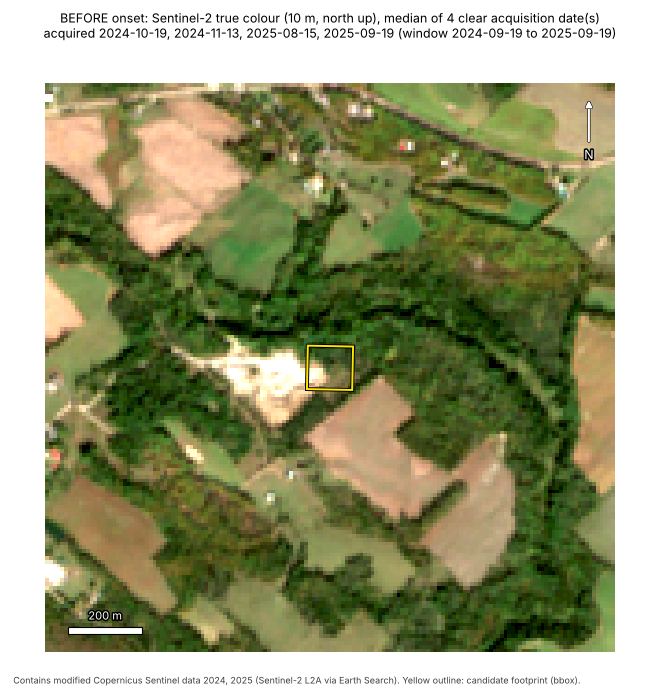 BEFORE onset: Sentinel-2 true colour (10 m, north up), median of 4 clear acquisition date(s)
acquired 2024-10-19, 2024-11-13, 2025-08-15, 2025-09-19 (window 2024-09-19 to 2025-09-19)
N
200 m
Contains modified Copernicus Sentinel data 2024, 2025 (Sentinel-2 L2A via Earth Search). Yellow outline: candidate footprint (bbox).